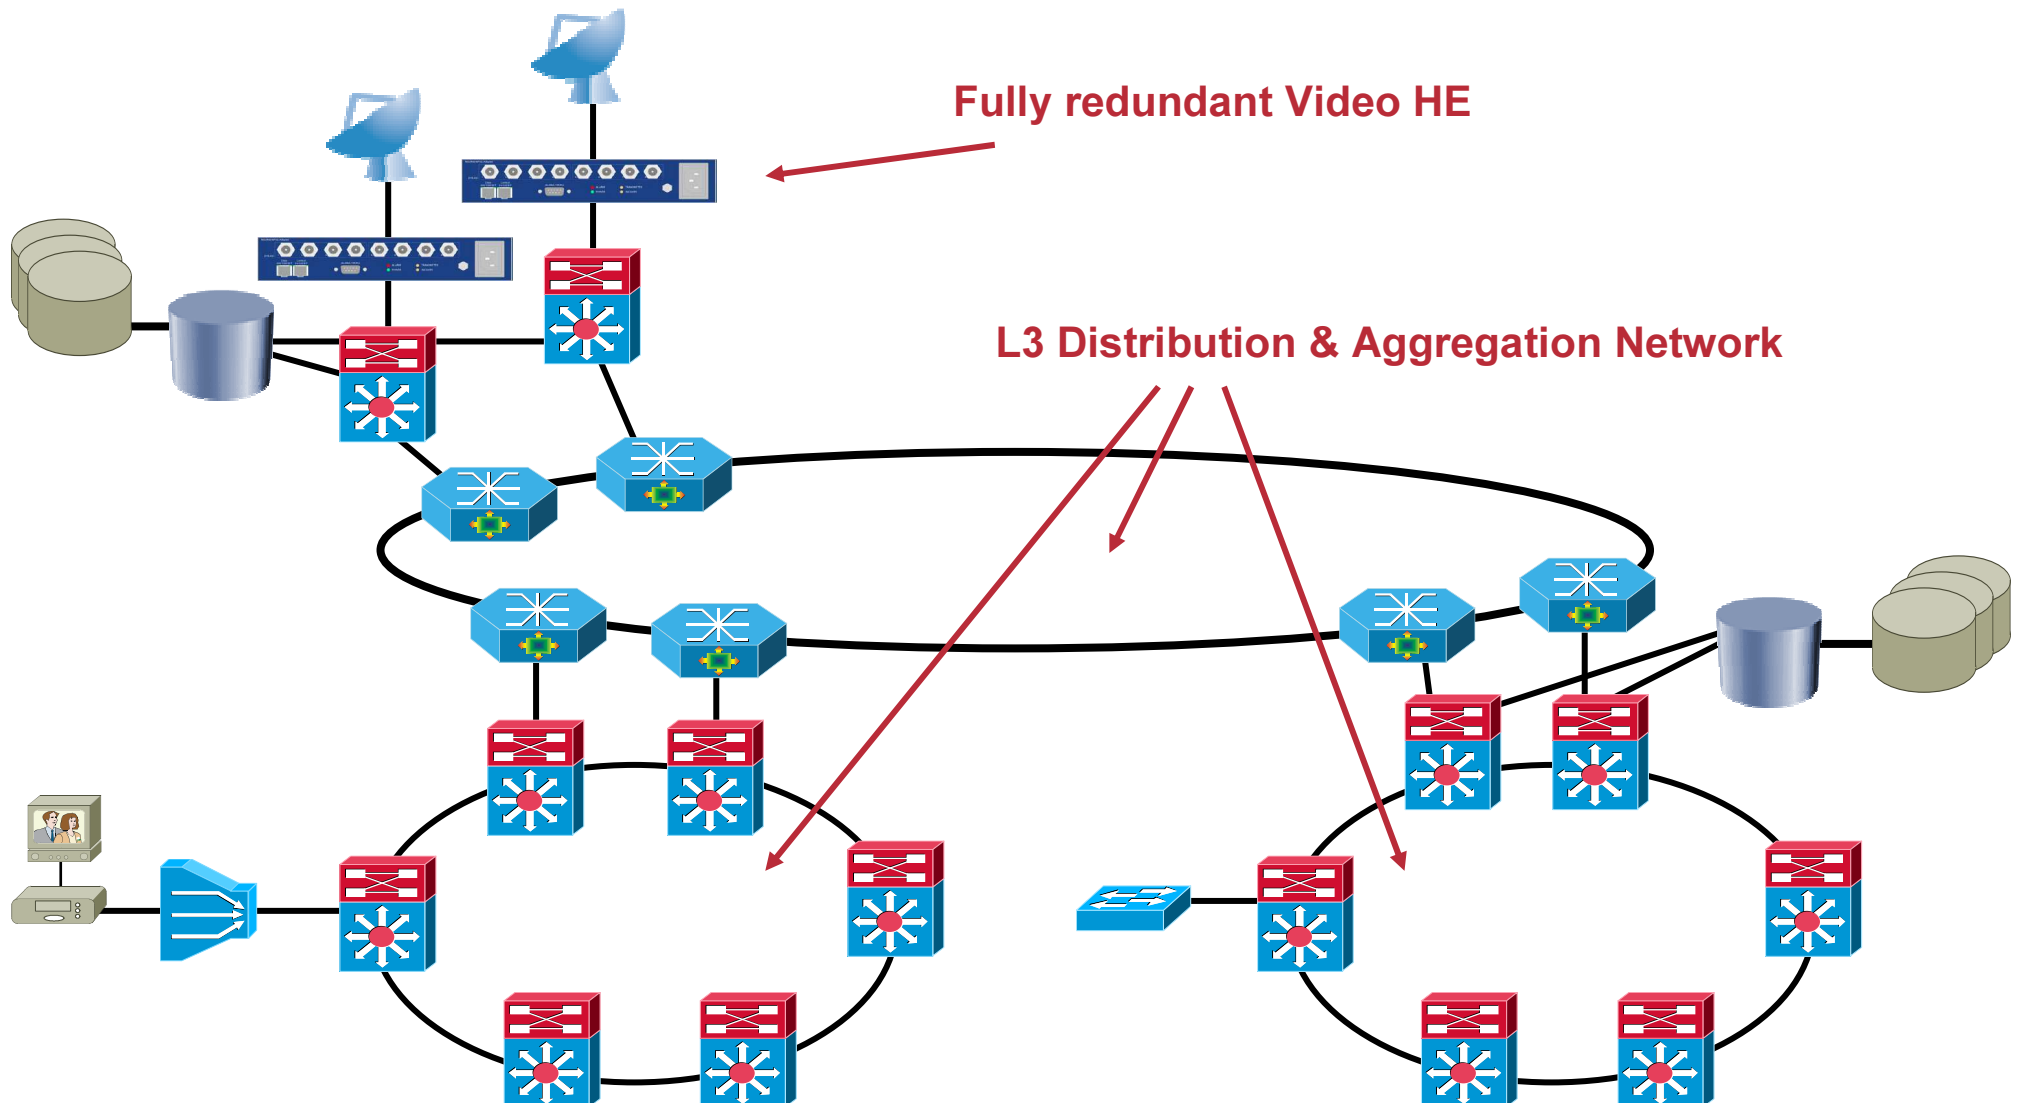 Fully redundant Video HE
L3 Distribution & Aggregation Network